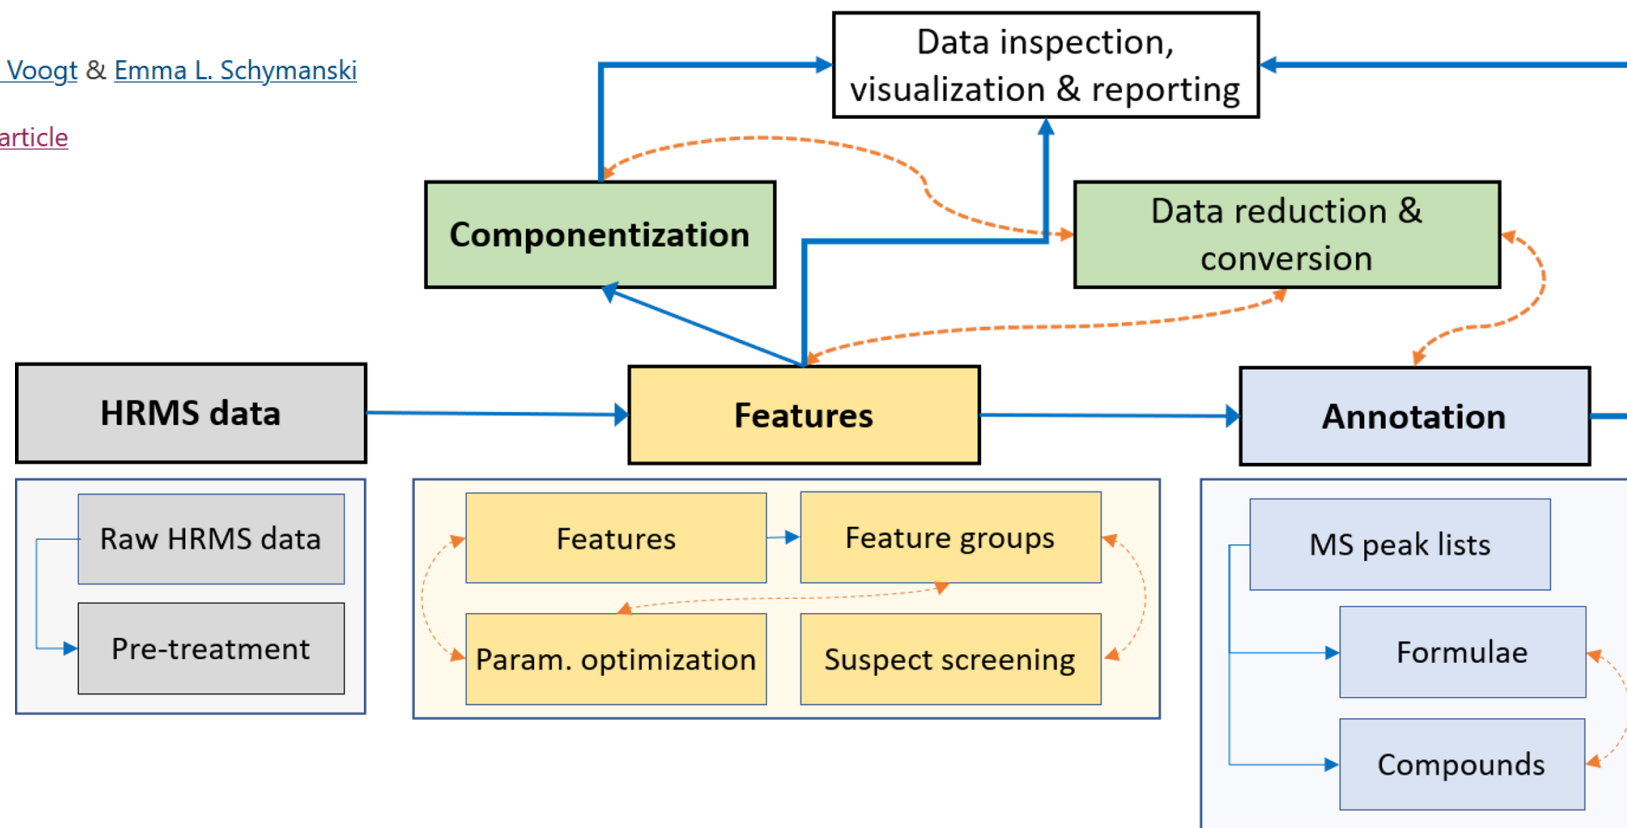 Voogt & Emma L. Schymanski
article
Data inspection,
visualization & reporting
Componentization
Data reduction &
conversion
HRMS data
Features
Annotation
Raw HRMS data
Pre-treatment
Features
Feature groups
Param. optimization
Suspect screening
MS peak lists
Formulae
Compounds